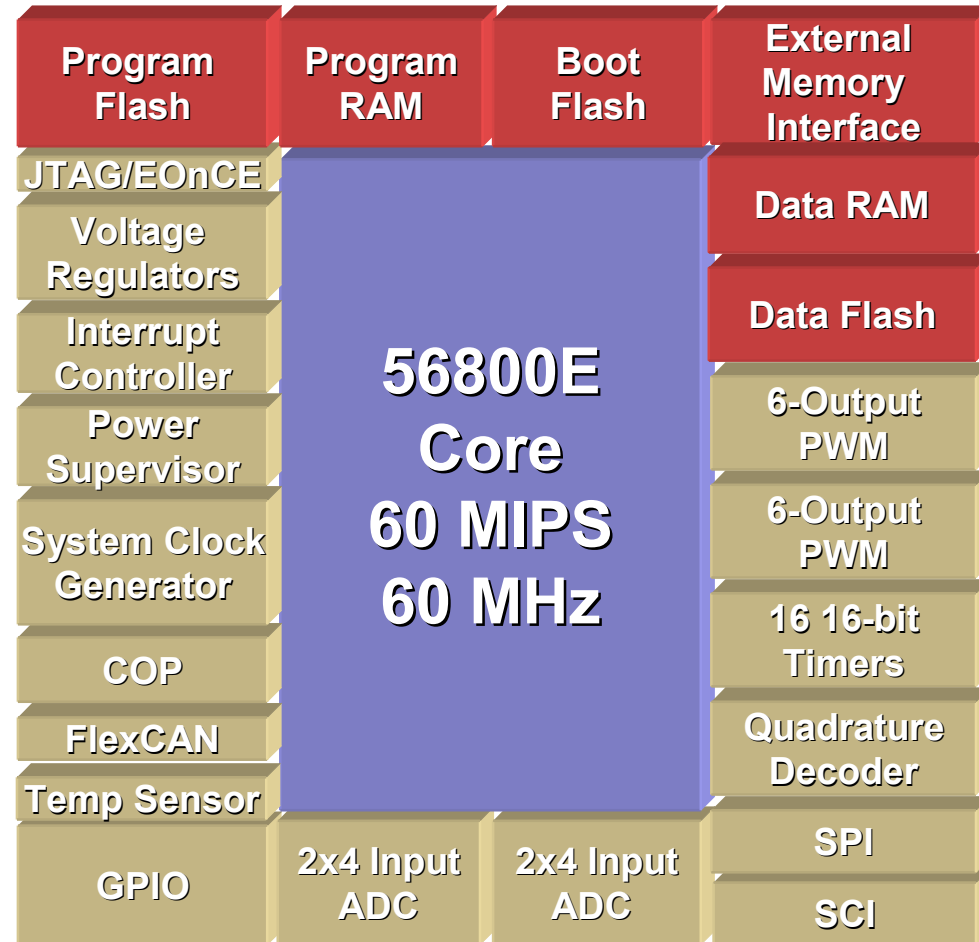 Program
Flash
Program
RAM
Boot
Flash
External
Memory
Interface
JTAG/EOnCE
Voltage
Regulators
Interrupt
Controller
Power
Supervisor
System Clock
Generator
COP
FlexCAN
Temp Sensor
GPIO
56800E
Core
60 MIPS
60 MHz
2x4 Input
ADC
2x4 Input
ADC
Data RAM
Data Flash
6-Output
PWM
6-Output
PWM
16 16-bit
Timers
Quadrature
Decoder
SPI
SCI